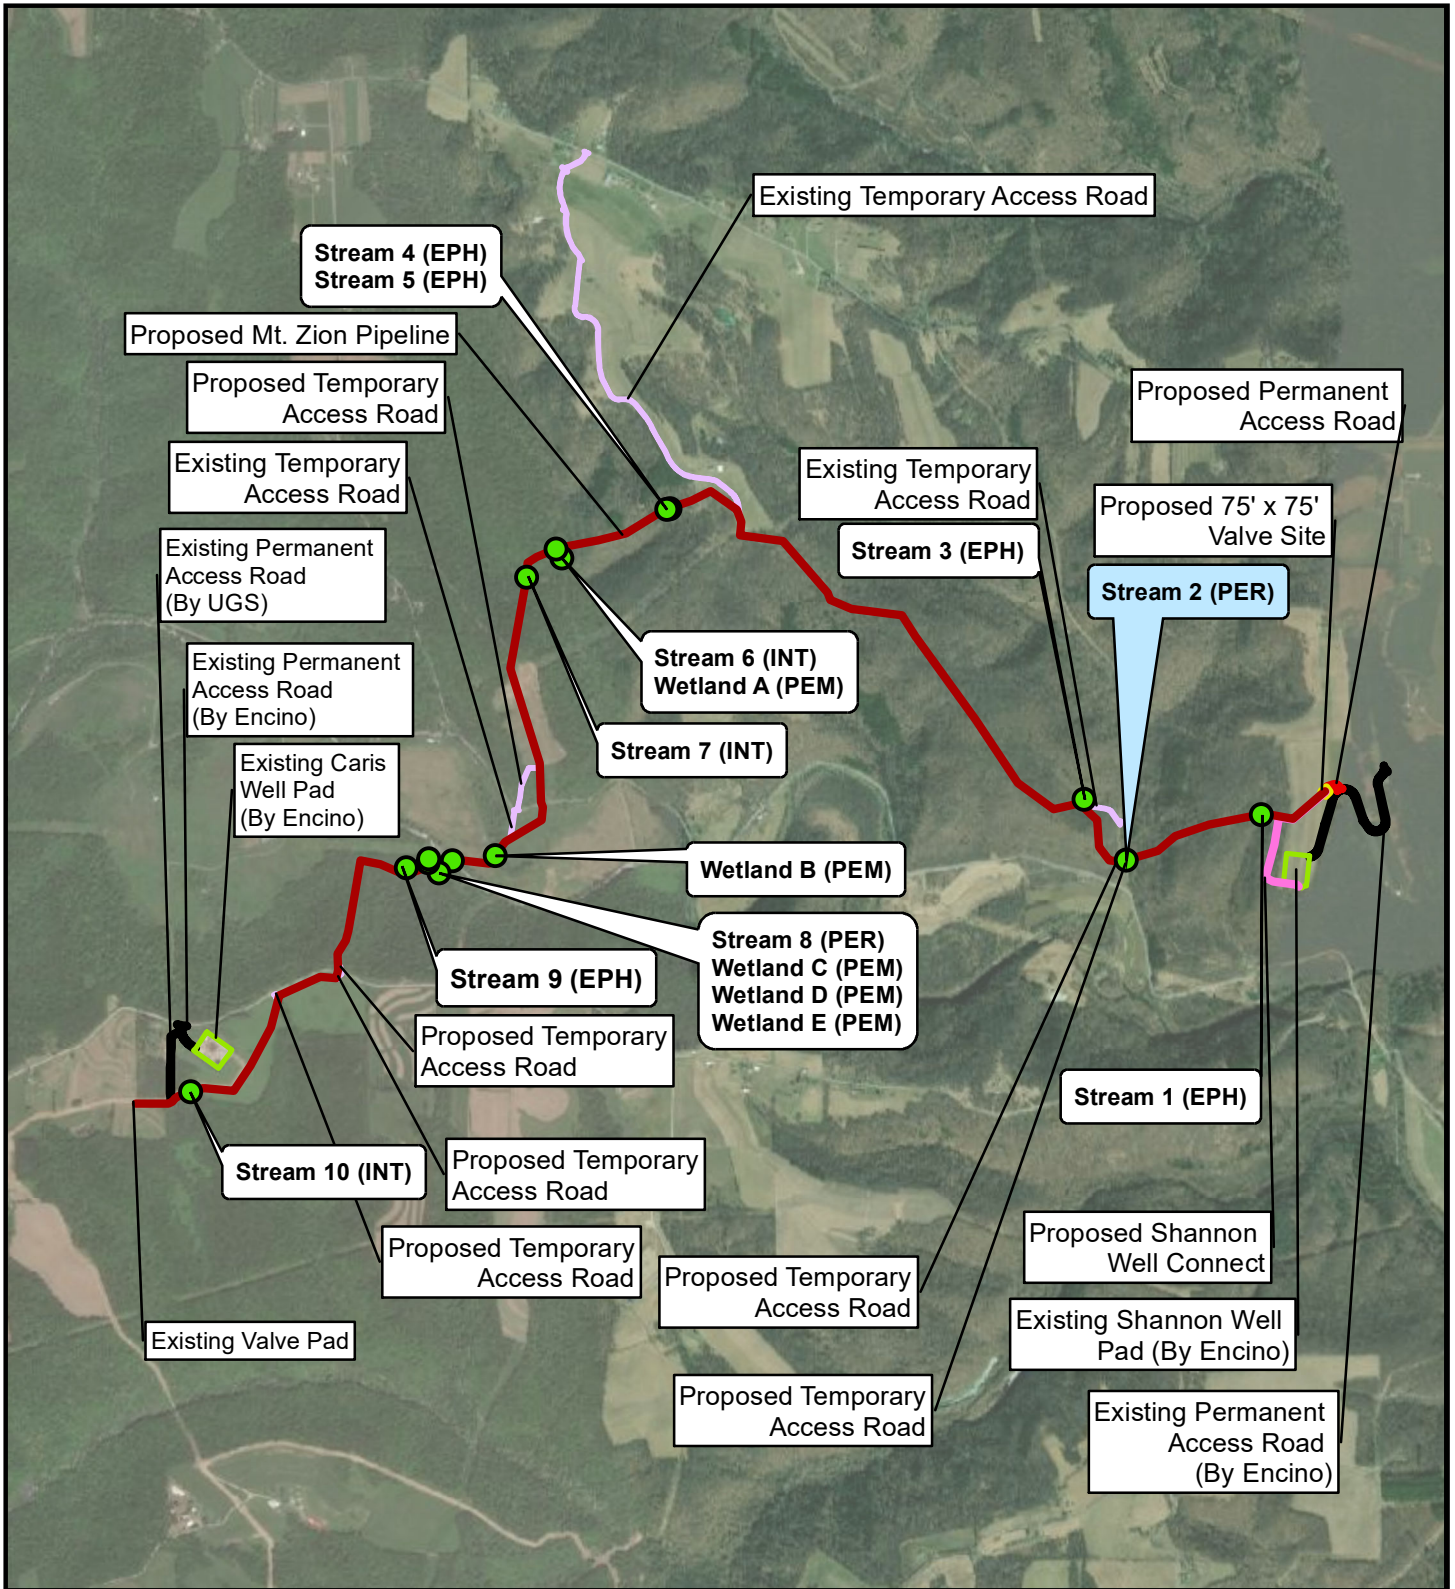 Existing Temporary Access Road
Stream 4 (EPH)
Stream 5 (EPH)
Proposed Mt. Zion Pipeline
Proposed Temporary
Access Road
Existing Temporary
Access Road
Existing Permanent
Access Road
(By UGS)
Existing Permanent
Access Road
(By Encino)
Existing Caris
Well Pad
(By Encino)
Proposed Permanent
Access Road
Existing Temporary
Access Road
Proposed 75' x 75'
Valve Site
Stream 3 (EPH)
Stream 2 (PER)
Stream 6 (INT)
Wetland A (PEM)
Stream 7 (INT)
Wetland B (PEM)
Stream 8 (PER)
Wetland C (PEM)
Wetland D (PEM)
Wetland E (PEM)
Stream 9 (EPH)
Proposed Temporary
Access Road
Stream 1 (EPH)
Proposed Temporary
Access Road
Stream 10 (INT)
Proposed Temporary
Access Road
Proposed Shannon
Well Connect
Proposed Temporary
Access Road
Existing Shannon Well
Pad (By Encino)
Existing Valve Pad
Proposed Temporary
Access Road
Existing Permanent
Access Road
(By Encino)